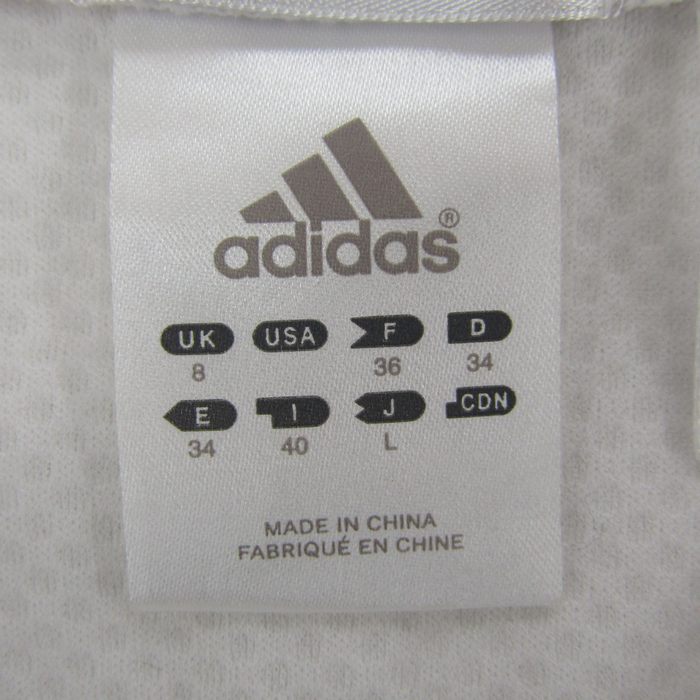 adidas®
UK USA F D
8 36 34
E I J CDN
34 40 L
MADE IN CHINA
FABRIQUÉ EN CHINE